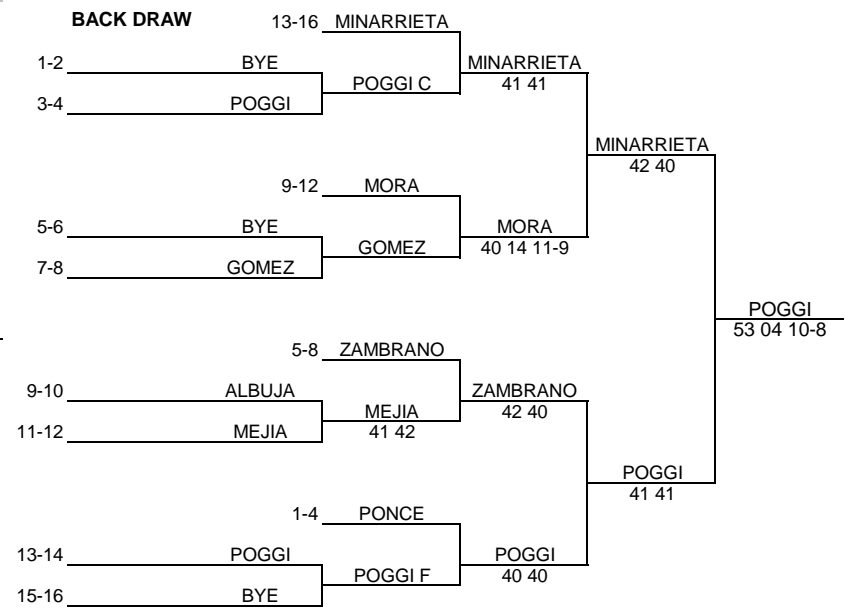 BACK DRAW
13-16 MINARRIETA
1-2 BYE MINARRIETA
POGGI C 41 41
3-4 POGGI
MINARRIETA
42 40
9-12 MORA
5-6 BYE MORA
GOMEZ 40 14 11-9
7-8 GOMEZ
POGGI
53 04 10-8
5-8 ZAMBRANO
9-10 ALBUJA ZAMBRANO
MEJIA 42 40
11-12 MEJIA 41 42
POGGI
41 41
1-4 PONCE
13-14 POGGI POGGI
POGGI F 40 40
15-16 BYE